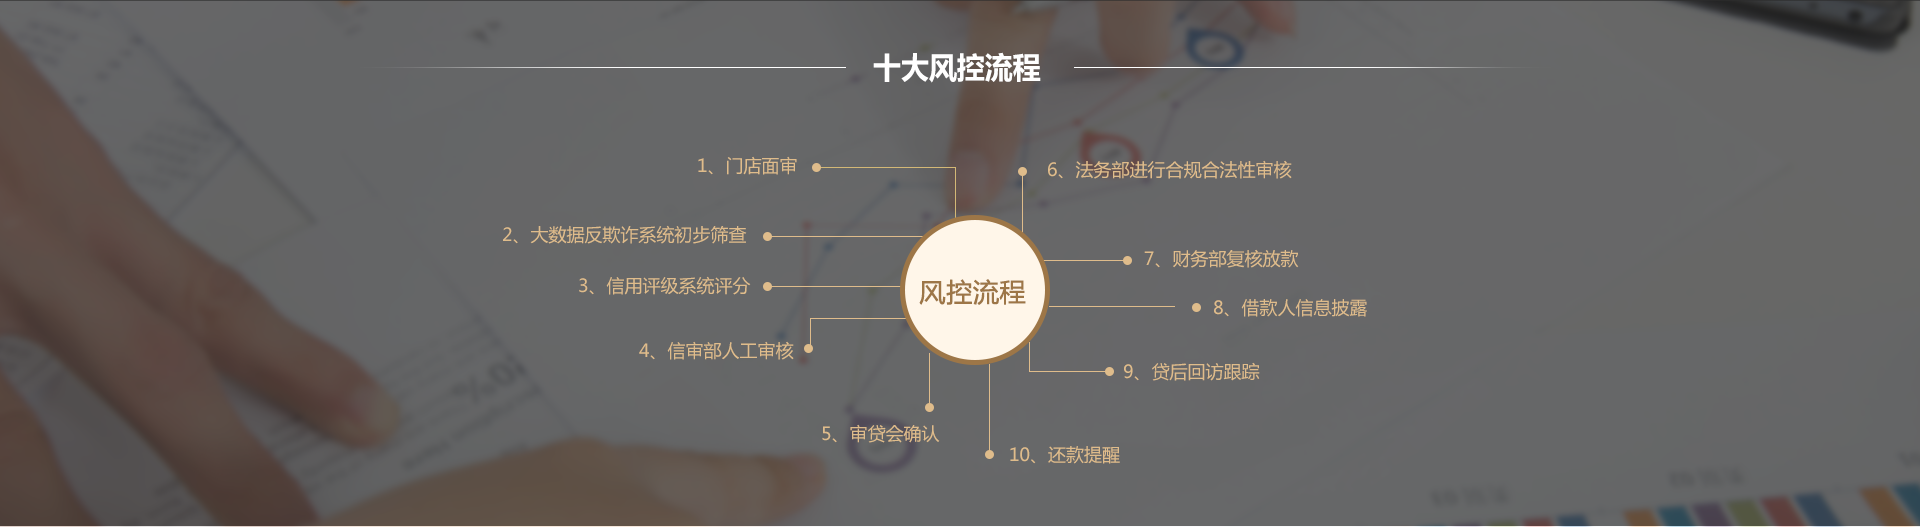 十大风控流程
1、门店面审
2、大数据反欺诈系统初步筛查
3、信用评级系统评分
4、信审部人工审核
5、审贷会确认
风控流程
6、法务部进行合规合法性审核
7、财务部复核放款
8、借款人信息披露
9、贷后回访跟踪
10、还款提醒